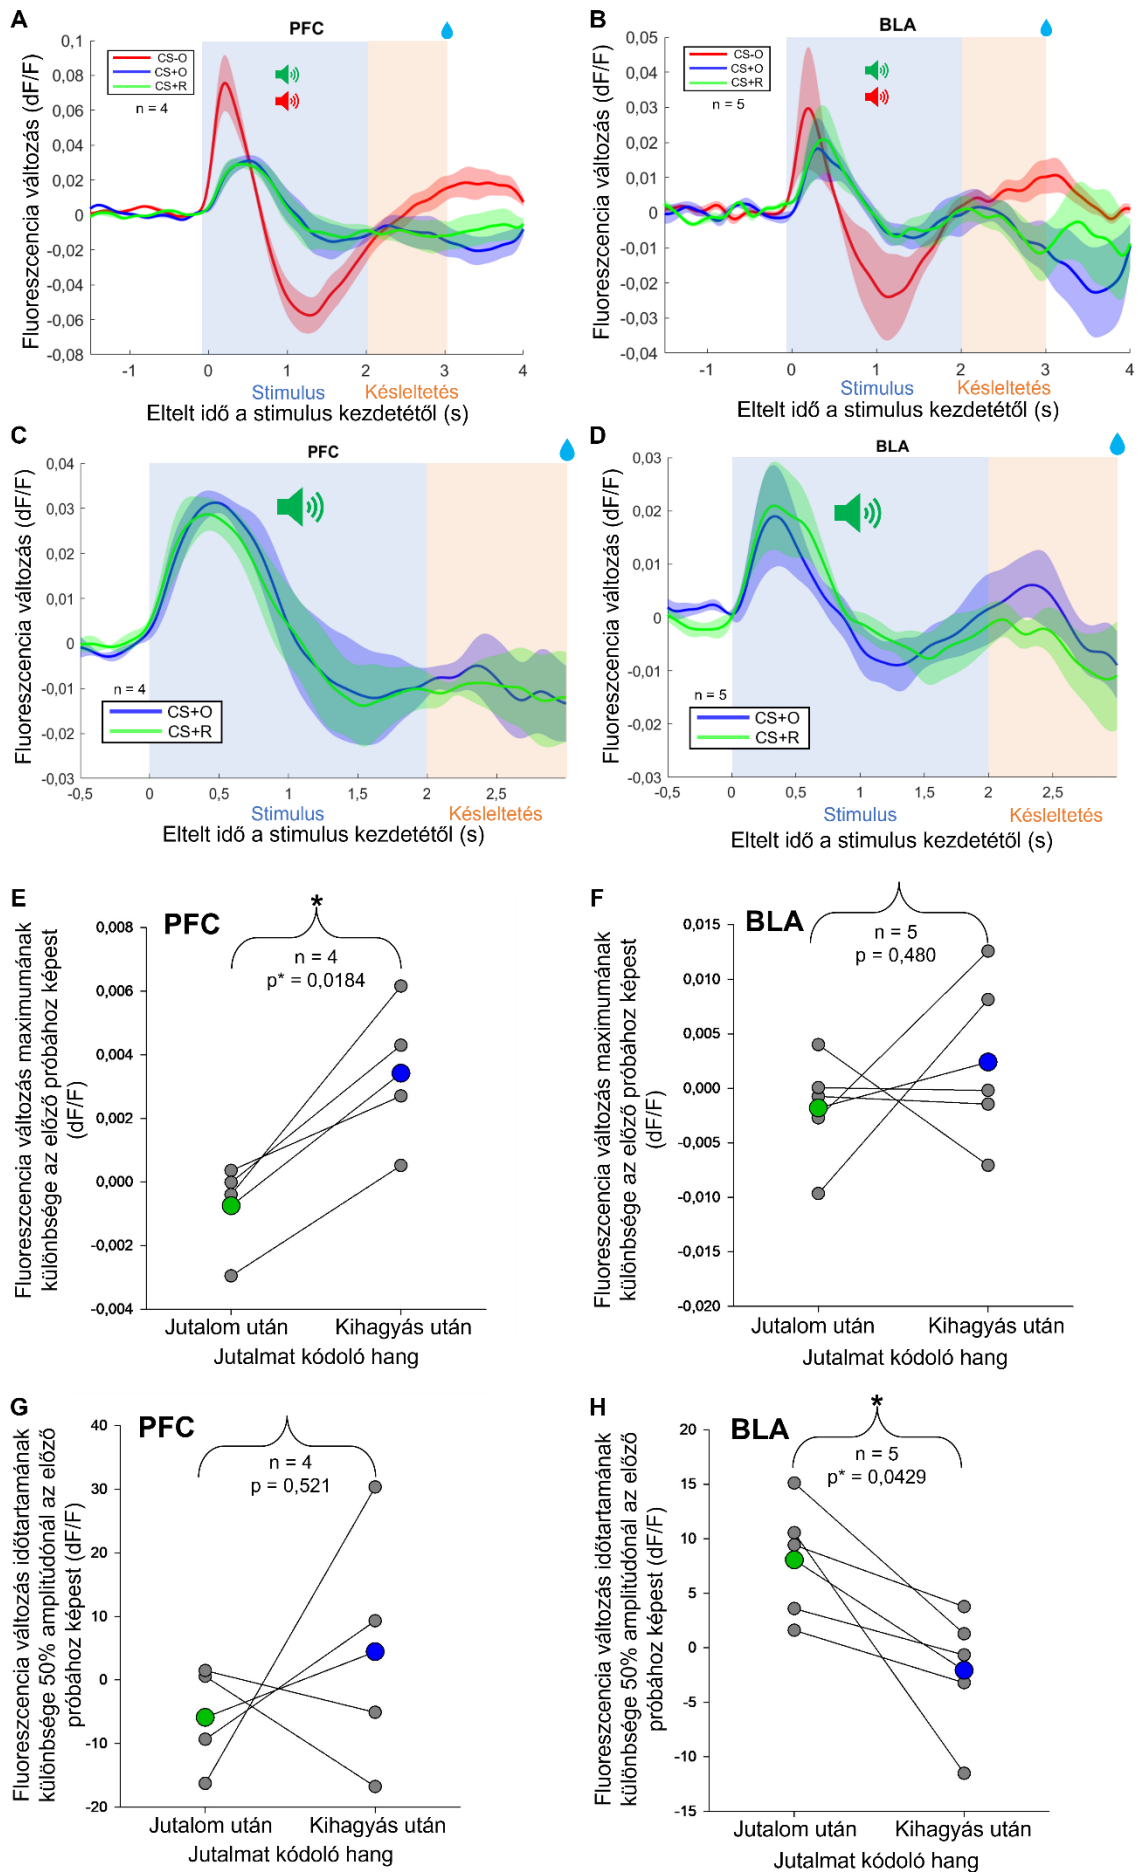 A
PFC
0,1
0,08
0,06
0,04
0,02
0
-0,02
-0,04
-0,06
-0,08
CS-O
CS+O
CS+R
n = 4
-1
0
1
2
3
4
Stimulus
Késleltetés
Eltelt idő a stimulus kezdetétől (s)
Fluoreszcencia változás (dF/F)
B
BLA
0,05
0,04
0,030
0,02
0,01
0
-0,01
-0,02
-0,03
-0,04
CS-O
CS+O
CS+R
n = 5
-1
0
1
2
3
4
Stimulus
Késleltetés
Eltelt idő a stimulus kezdetétől (s)
Fluoreszcencia változás (dF/F)
C
PFC
0,04
0,03
0,02
0,01
0
-0,01
-0,02
-0,03
n = 4
CS+O
CS+R
-0,5
0
0,5
1
1,5
2
2,5
Stimulus
Késleltetés
Eltelt idő a stimulus kezdetétől (s)
Fluoreszcencia változás (dF/F)
D
BLA
0,03
0,02
0,01
0
-0,01
-0,02
-0,03
n = 5
CS+O
CS+R
-0,5
0
0,5
1
1,5
2
2,5
Stimulus
Késleltetés
Eltelt idő a stimulus kezdetétől (s)
Fluoreszcencia változás (dF/F)
E
PFC
*
n = 4
p* = 0,0184
0,008
0,006
0,004
0,002
0,000
-0,002
-0,004
Jutalom után
Kihagyás után
Jutalmat kódoló hang
Fluoreszcencia változás maximumának
különbsége az előző próbához képest
(dF/F)
F
BLA
n = 5
p = 0,480
0,015
0,010
0,005
0,000
-0,005
-0,010
-0,015
-0,020
Jutalom után
Kihagyás után
Jutalmat kódoló hang
Fluoreszcencia változás maximumának
különbsége az előző próbához képest
(dF/F)
G
PFC
n = 4
p = 0,521
40
30
20
10
0
-10
-20
Jutalom után
Kihagyás után
Jutalmat kódoló hang
Fluoreszcencia változás időtartamának
különbsége 50% amplitúdónál az előző
próbához képest (dF/F)
H
BLA
*
n = 5
p* = 0,0429
20
15
10
5
0
-5
-10
-15
Jutalom után
Kihagyás után
Jutalmat kódoló hang
Fluoreszcencia változás időtartamának
különbsége 50% amplitúdónál az előző
próbához képest (dF/F)